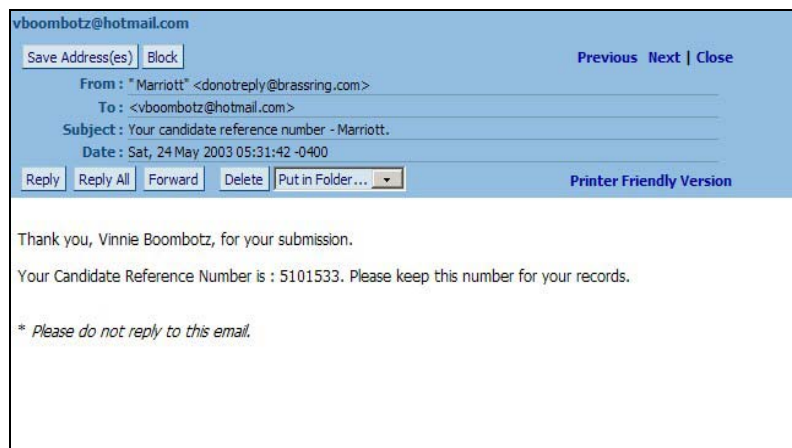 vboombotz@hotmail.com
Save Address(es) Block Previous Next | Close
From : "Marriott" <donotreply@brassring.com>
To : <vboombotz@hotmail.com>
Subject : Your candidate reference number - Marriott.
Date : Sat, 24 May 2003 05:31:42 -0400
Reply Reply All Forward Delete Put in Folder... Printer Friendly Version
Thank you, Vinnie Boombotz, for your submission.
Your Candidate Reference Number is : 5101533. Please keep this number for your records.
* Please do not reply to this email.